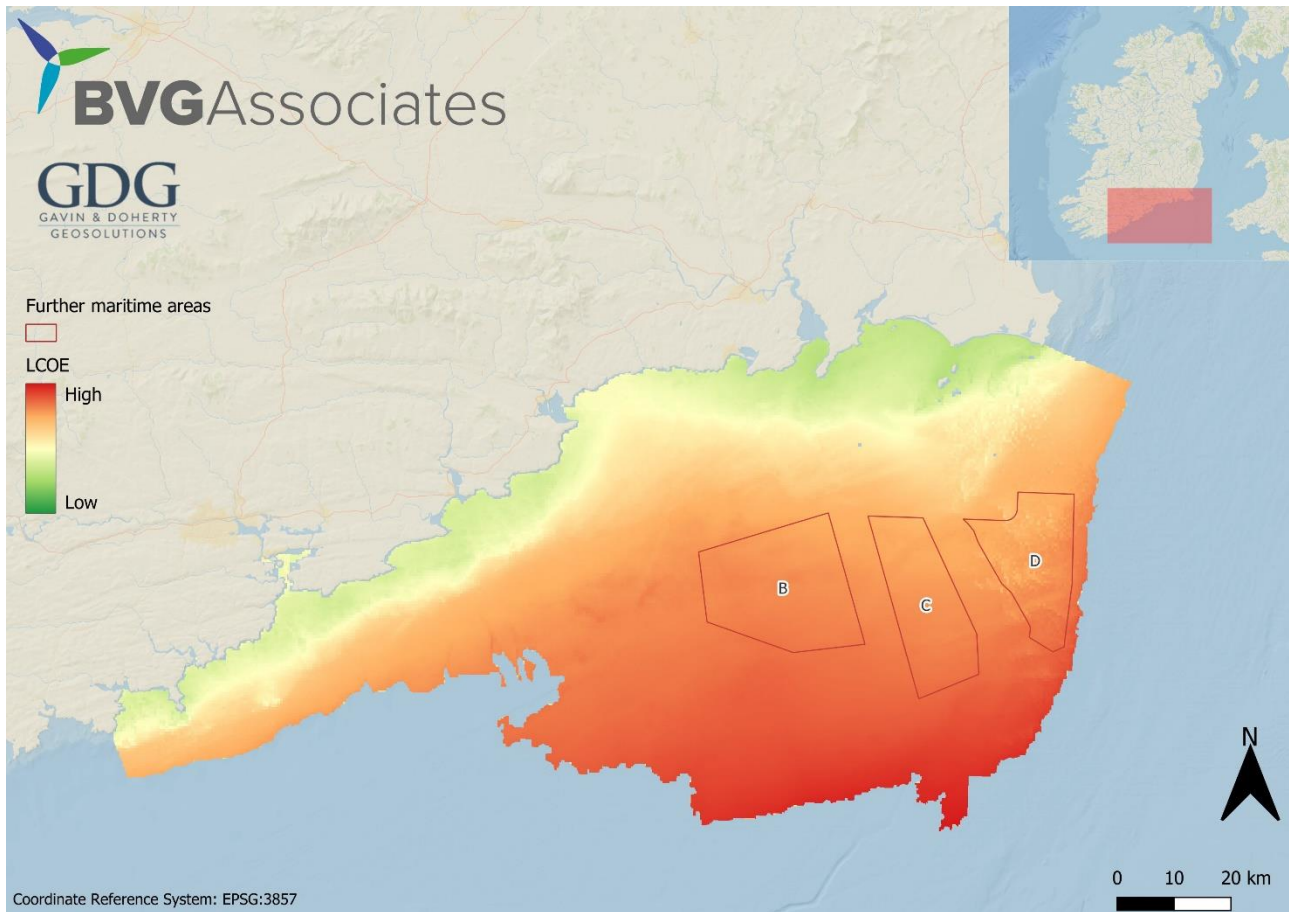 BVGAssociates
GDG
GAVIN & DOHERTY
GEOSOLUTIONS
Further maritime areas
LCOE
High
Low
B
C
D
N
0 10 20 km
Coordinate Reference System: EPSG:3857